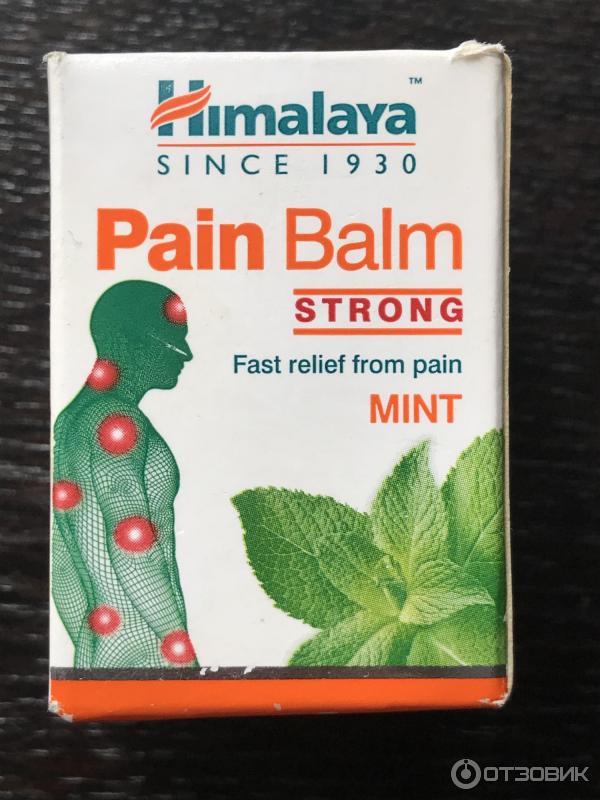 Himalaya™
SINCE 1930
Pain Balm
STRONG
Fast relief from pain
MINT
ОТЗОВИК